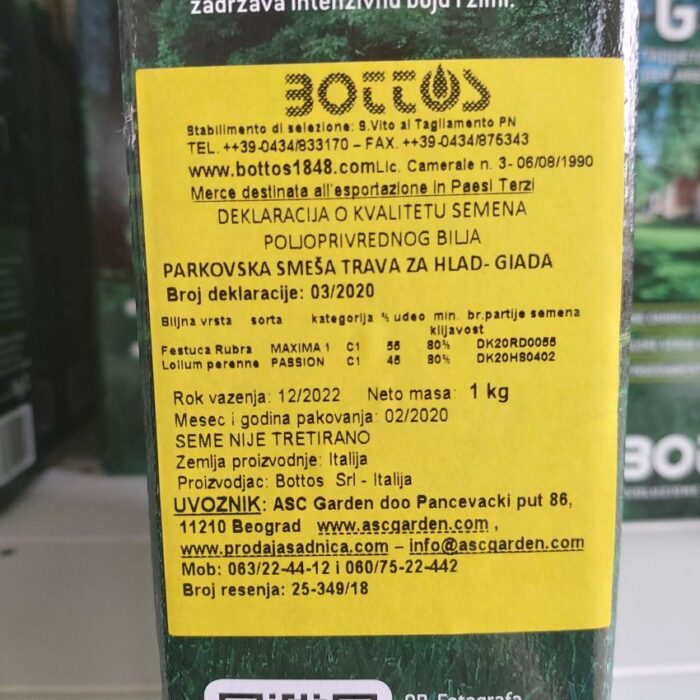 zadržava intenzivnu boju i zimi.
BOTTOS
Stabilimento di selezione: S.Vito al Tagliamento PN
TEL. ++39-0434/833170 – FAX. ++39-0434/875343
www.bottos1848.comLic. Camerale n. 3- 06/08/1990
Merce destinata all'esportazione in Paesi Terzi
DEKLARACIJA O KVALITETU SEMENA
POLJOPRIVREDNOG BILJA
PARKOVSKA SMEŠA TRAVA ZA HLAD- GIADA
Broj deklaracije: 03/2020
Biljna vrsta sorta kategorija % udeo min. br.partije semena
klijavost
Festuca Rubra MAXIMA 1 C1 55 80% DK20RD0055
Lolium perenne PASSION C1 45 80% DK20HS0402
Rok vazenja: 12/2022 Neto masa: 1 kg
Mesec i godina pakovanja: 02/2020
SEME NIJE TRETIRANO
Zemlja proizvodnje: Italija
Proizvodjac: Bottos Srl - Italija
UVOZNIK: ASC Garden doo Pancevacki put 86,
11210 Beograd www.ascgarden.com ,
www.prodajasadnica.com – info@ascgarden.com
Mob: 063/22-44-12 i 060/75-22-442
Broj resenja: 25-349/18
QR Fotografa
G
BO